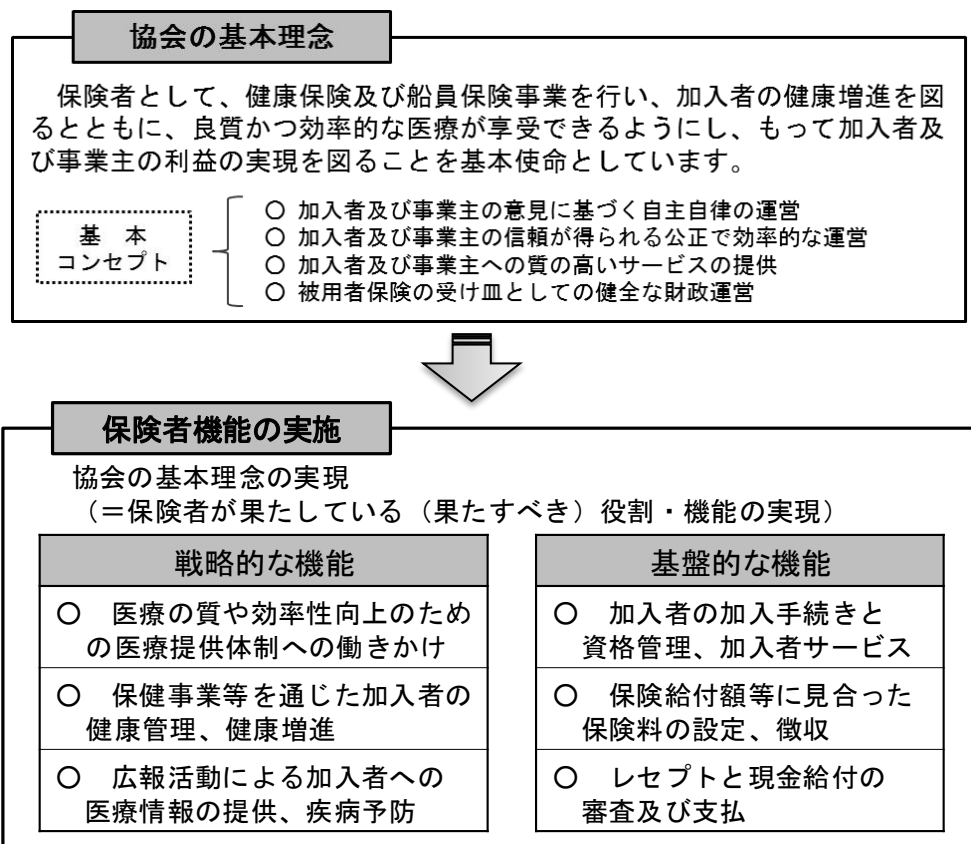 協会の基本理念
保険者として、健康保険及び船員保険事業を行い、加入者の健康増進を図
るとともに、良質かつ効率的な医療が享受できるようにし、もって加入者及
び事業主の利益の実現を図ることを基本使命としています。
基 本
コンセプト
○ 加入者及び事業主の意見に基づく自主自律の運営
○ 加入者及び事業主の信頼が得られる公正で効率的な運営
○ 加入者及び事業主への質の高いサービスの提供
○ 被用者保険の受け皿としての健全な財政運営
保険者機能の実施
協会の基本理念の実現
(=保険者が果たしている(果たすべき)役割・機能の実現)
戦略的な機能
○ 医療の質や効率性向上のため
の医療提供体制への働きかけ
○ 保健事業等を通じた加入者の
健康管理、健康増進
○ 広報活動による加入者への
医療情報の提供、疾病予防
基盤的な機能
○ 加入者の加入手続きと
資格管理、加入者サービス
○ 保険給付額等に見合った
保険料の設定、徴収
○ レセプトと現金給付の
審査及び支払